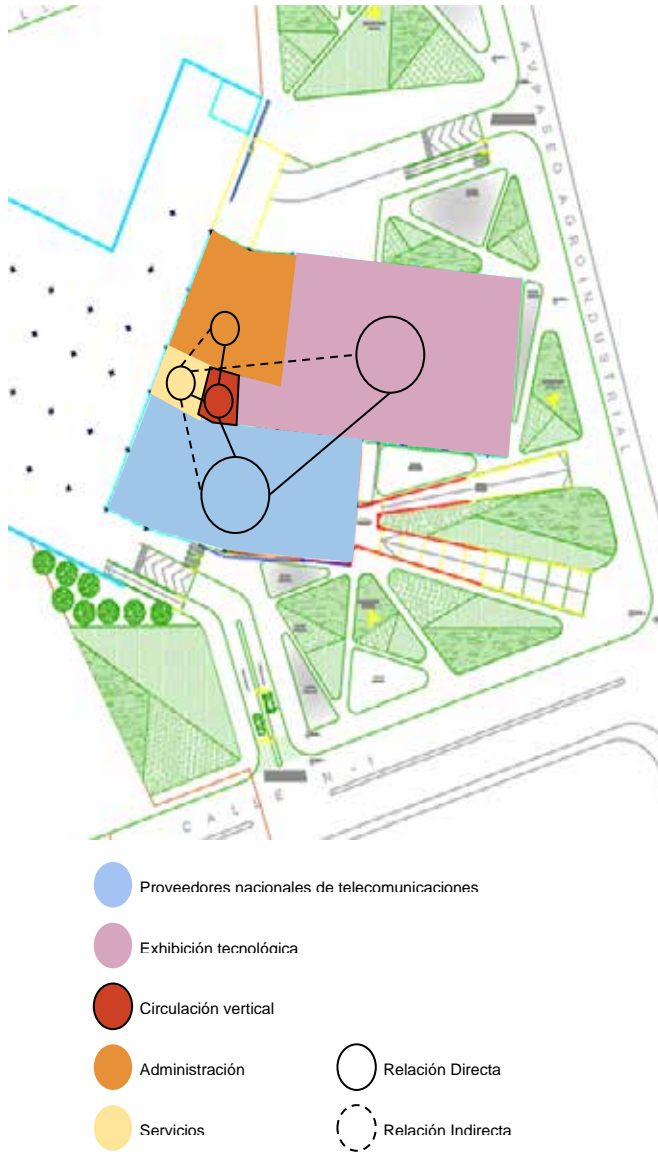 AV. PASEO AGROINDUSTRIAL
CALLE N-1
Proveedores nacionales de telecomunicaciones
Exhibición tecnológica
Circulación vertical
Administración
Relación Directa
Servicios
Relación Indirecta